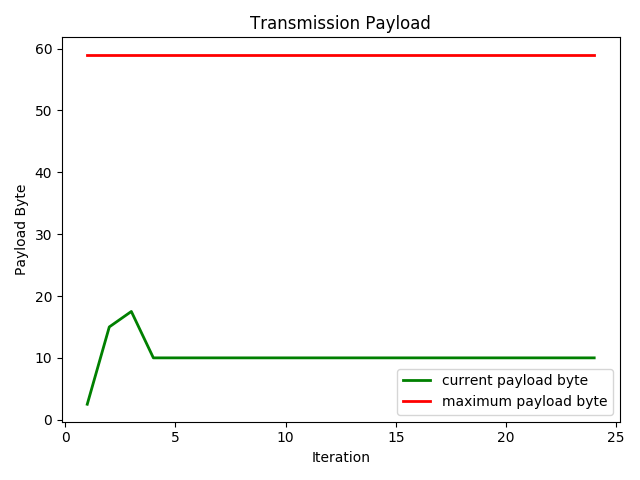 Transmission Payload
Payload Byte
60
50
40
30
20
10
0
0 5 10 15 20 25
Iteration
current payload byte
maximum payload byte